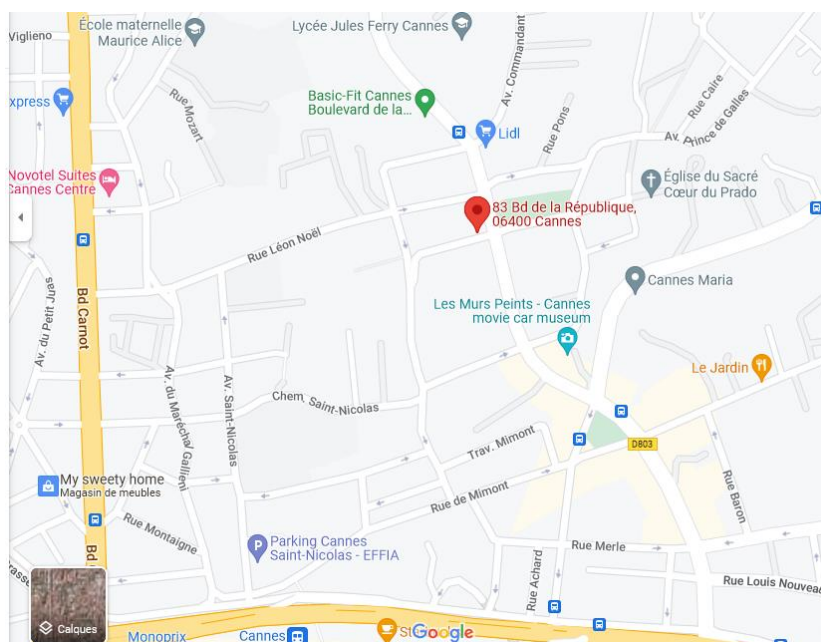 École maternelle
Maurice Alice
Lycée Jules Ferry Cannes
Viglieno
Av. Commandant
Rue Caire
xpress
Basic-Fit Cannes
Boulevard de la...
Rue Mozart
Lidl
Rue Pons
Av. Prince de Galles
Novotel Suites
Cannes Centre
Église du Sacré
Cœur du Prado
83 Bd de la République,
06400 Cannes
Rue Léon Noël
Cannes Maria
Av. du Petit Juas
Bd Carnot
Les Murs Peints - Cannes
movie car museum
Le Jardin
Av. du Maréchal Gallieni
Av. Saint-Nicolas
Chem. Saint-Nicolas
D803
Trav. Mimont
My sweety home
Magasin de meubles
Rue de Mimont
Rue Baron
Rue Montaigne
Parking Cannes
Saint-Nicolas - EFFIA
Rue Merle
Bd
Rue Achard
Rue Louis Nouveau
Calques
Monoprix
Cannes
Google